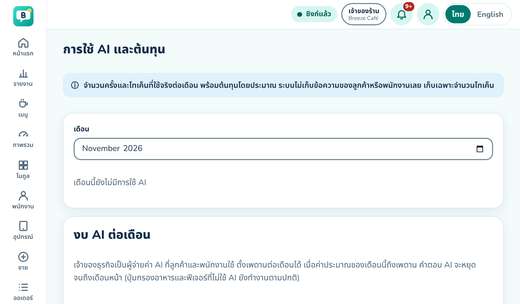 B
ซิงก์แล้ว
เจ้าของร้าน
Breeze Café
9+
ไทย
English
หน้าแรก
รายงาน
เมนู
ภาพรวม
โมดูล
พนักงาน
อุปกรณ์
ขาย
ออเดอร์
การใช้ AI และต้นทุน
จำนวนครั้งและโทเค็นที่ใช้จริงต่อเดือน พร้อมต้นทุนโดยประมาณ ระบบไม่เก็บข้อความของลูกค้าหรือพนักงานเลย เก็บเฉพาะจำนวนโทเค็น
เดือน
November 2026
เดือนนี้ยังไม่มีการใช้ AI
งบ AI ต่อเดือน
เจ้าของธุรกิจเป็นผู้จ่ายค่า AI ที่ลูกค้าและพนักงานใช้ ตั้งเพดานต่อเดือนได้ เมื่อค่าประมาณของเดือนนี้ถึงเพดาน คำตอบ AI จะหยุด
จนถึงเดือนหน้า (ปุ่มกรองอาหารและฟีเจอร์ที่ไม่ใช้ AI ยังทำงานตามปกติ)